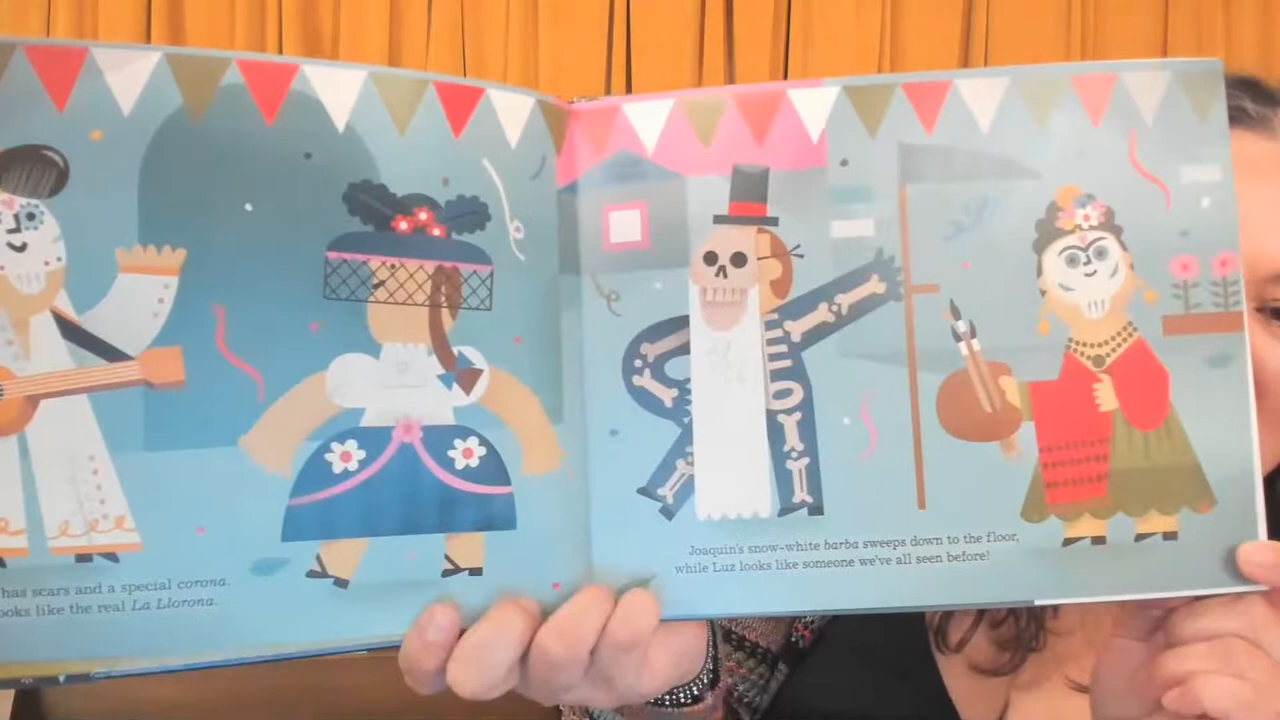 has scars and a special corona.
ooks like the real La Llorona.
Joaquin's snow-white barba sweeps down to the floor,
while Luz looks like someone we've all seen before!